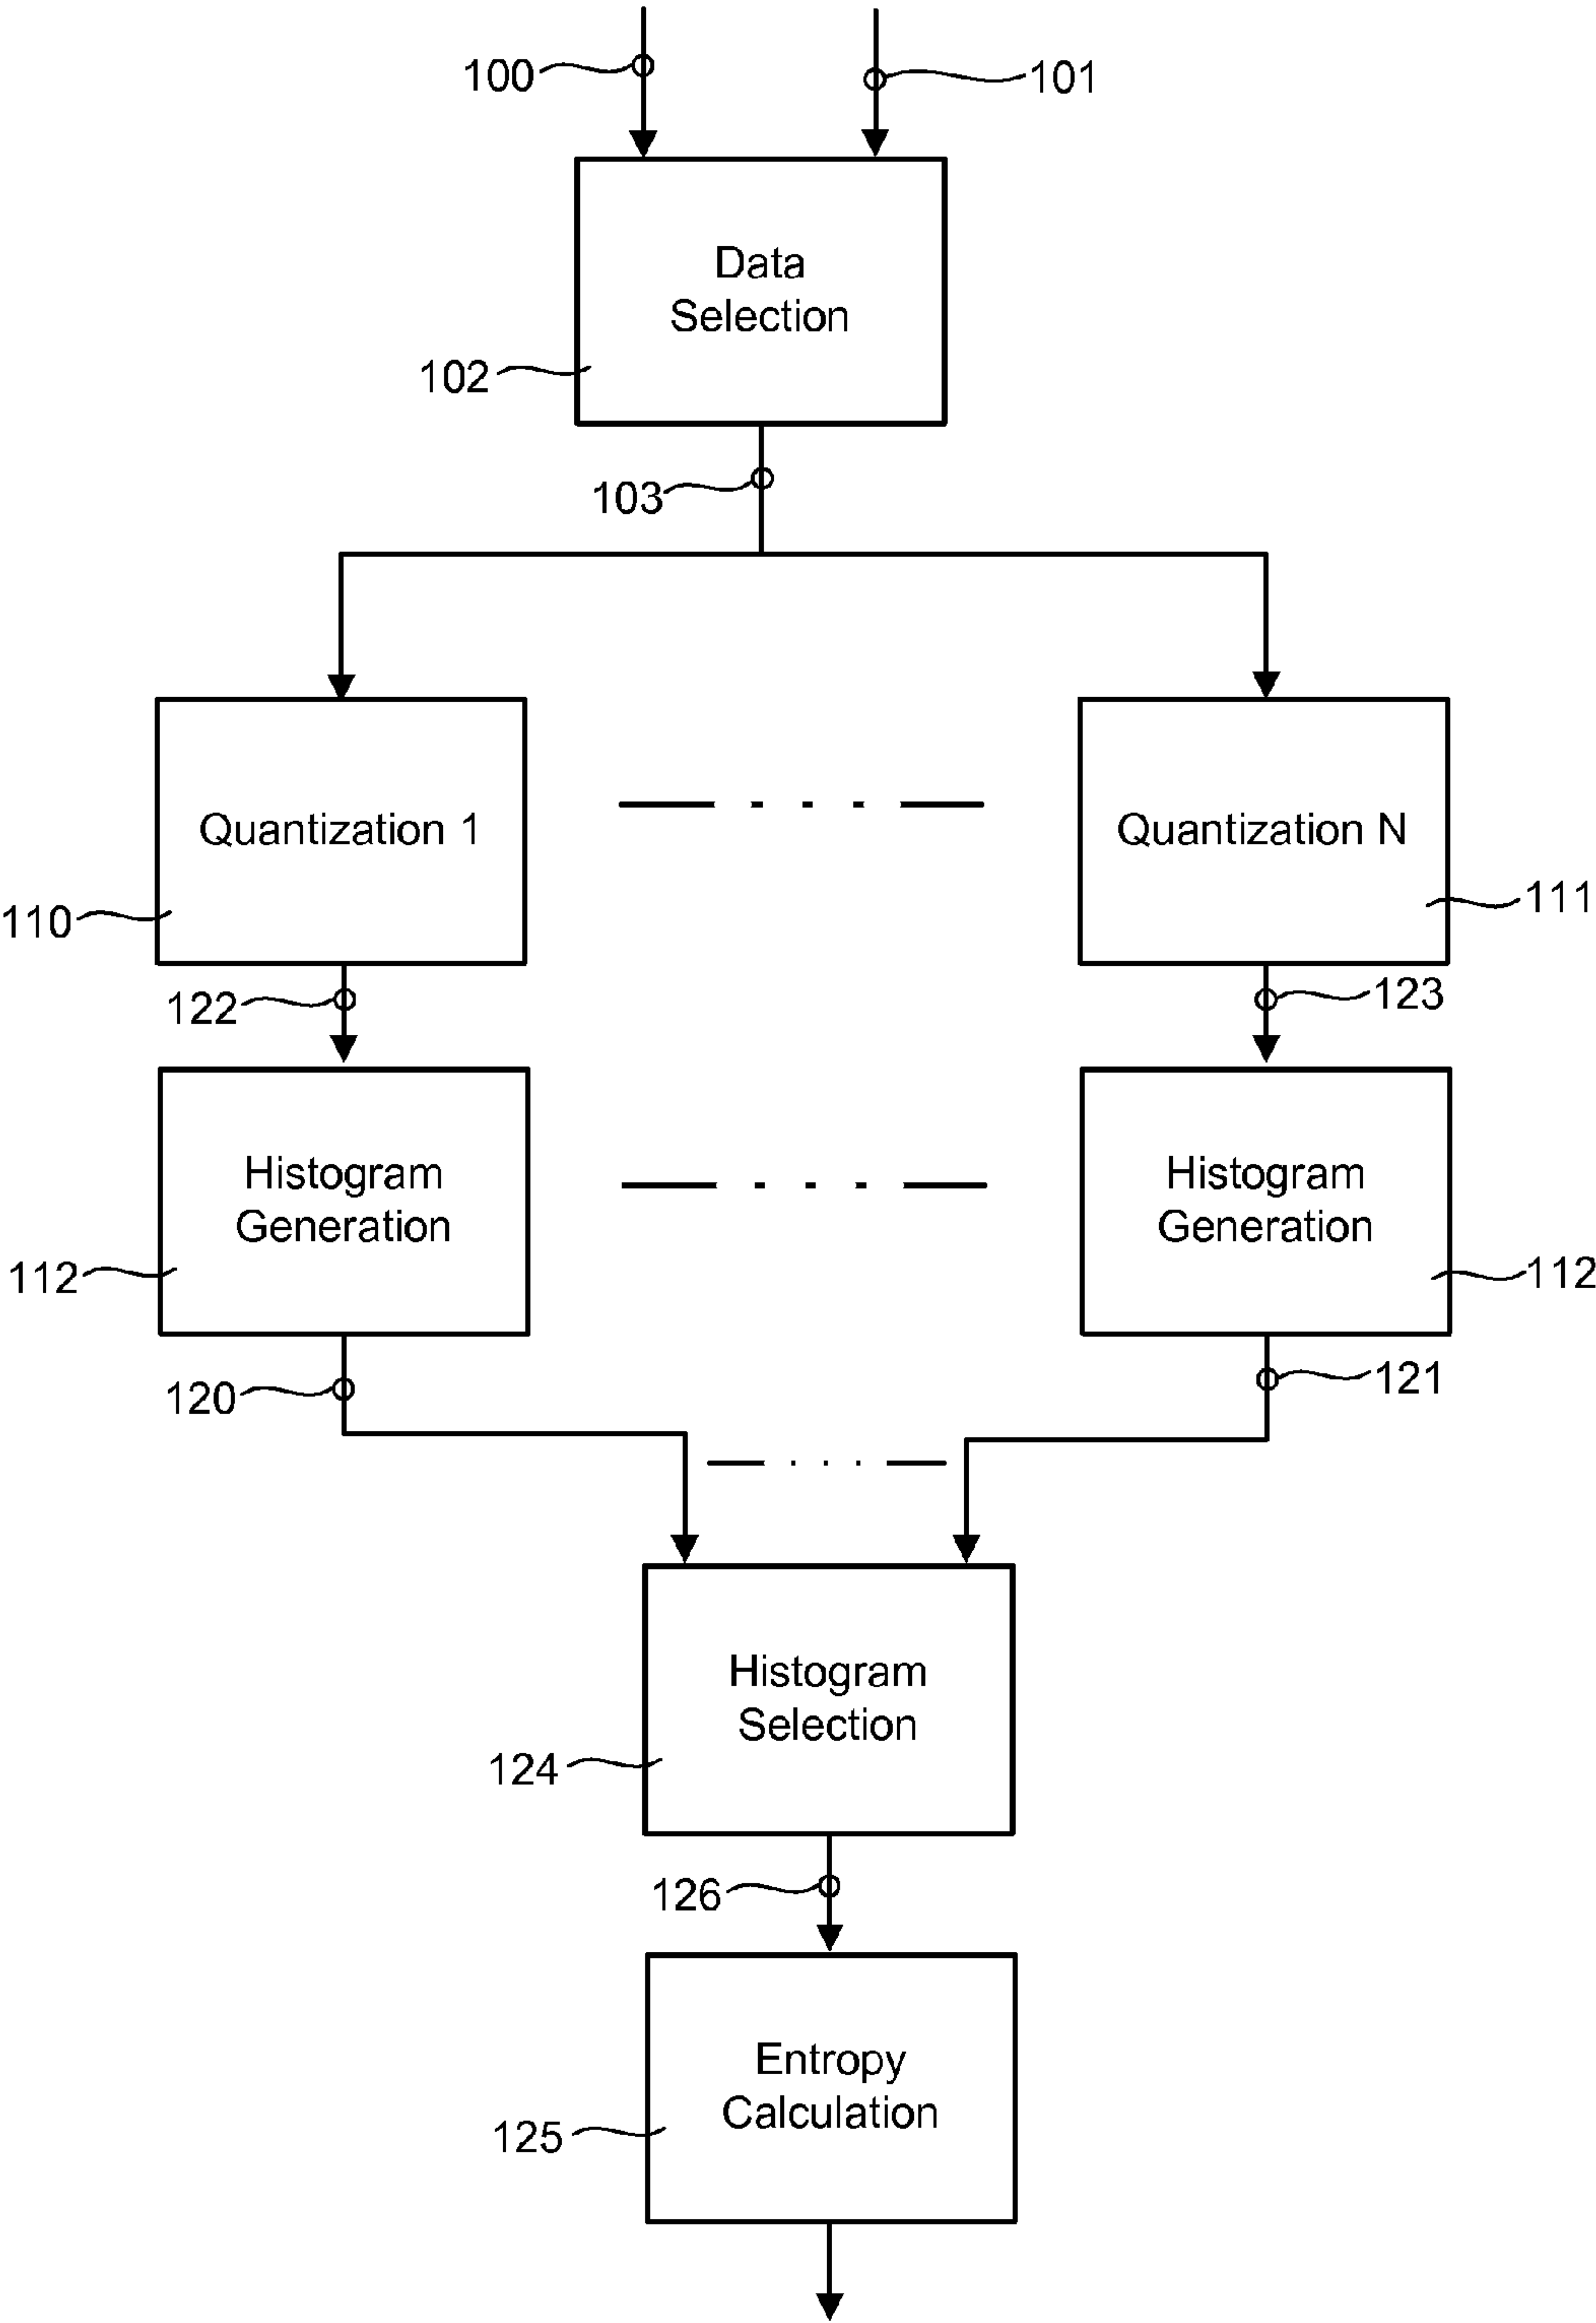 100
101
Data
Selection
102
103
Quantization 1
Quantization N
110
111
122
123
Histogram
Generation
Histogram
Generation
112
112
120
121
Histogram
Selection
124
126
Entropy
Calculation
125